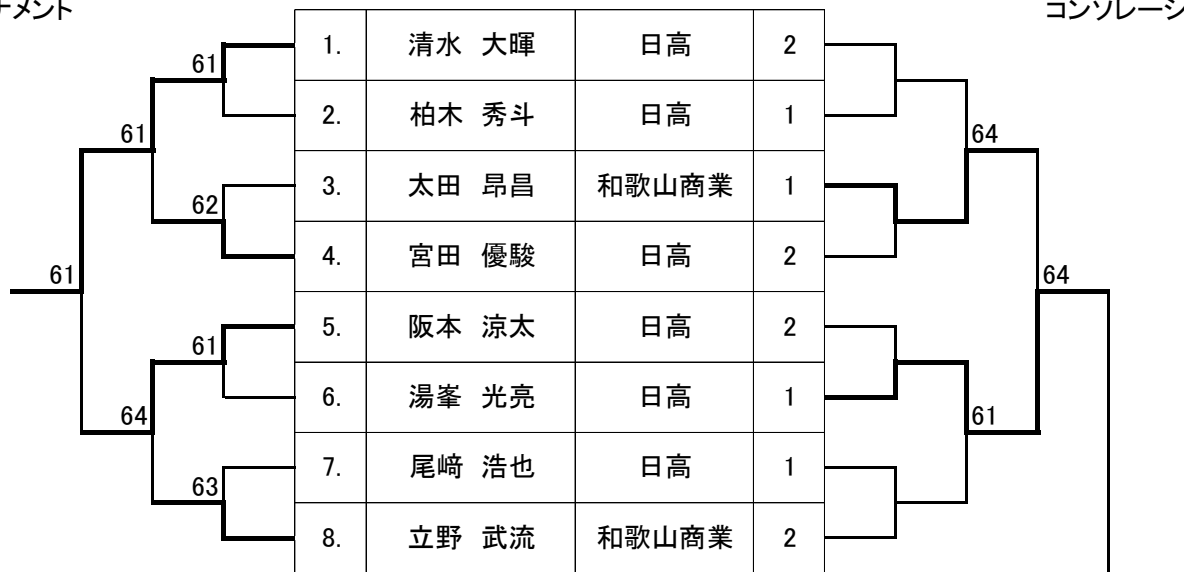 ナメント
コンソレーシ
1. 清水 大暉 日高 2
61
2. 柏木 秀斗 日高 1
61 64
3. 太田 昂昌 和歌山商業 1
62
4. 宮田 優駿 日高 2
61 64
5. 阪本 涼太 日高 2
61
6. 湯峯 光亮 日高 1
64 61
7. 尾﨑 浩也 日高 1
63
8. 立野 武流 和歌山商業 2